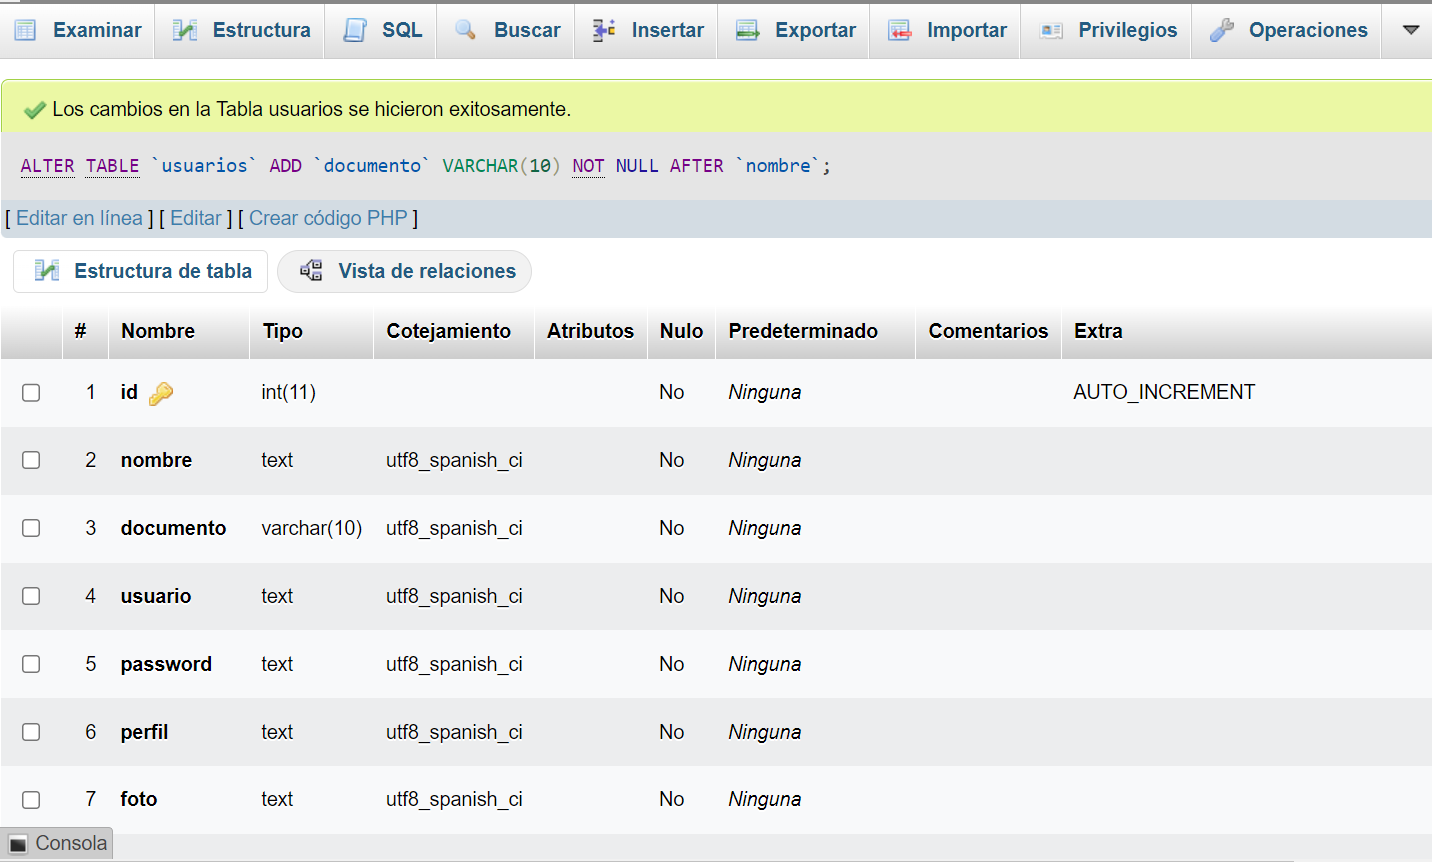 Examinar Estructura SQL Buscar Insertar Exportar Importar Privilegios Operaciones
Los cambios en la Tabla usuarios se hicieron exitosamente.
ALTER TABLE `usuarios` ADD `documento` VARCHAR(10) NOT NULL AFTER `nombre`;
[ Editar en línea ] [ Editar ] [ Crear código PHP ]
Estructura de tabla Vista de relaciones
# Nombre Tipo Cotejamiento Atributos Nulo Predeterminado Comentarios Extra
1 id int(11) No Ninguna AUTO_INCREMENT
2 nombre text utf8_spanish_ci No Ninguna
3 documento varchar(10) utf8_spanish_ci No Ninguna
4 usuario text utf8_spanish_ci No Ninguna
5 password text utf8_spanish_ci No Ninguna
6 perfil text utf8_spanish_ci No Ninguna
7 foto text utf8_spanish_ci No Ninguna
Consola